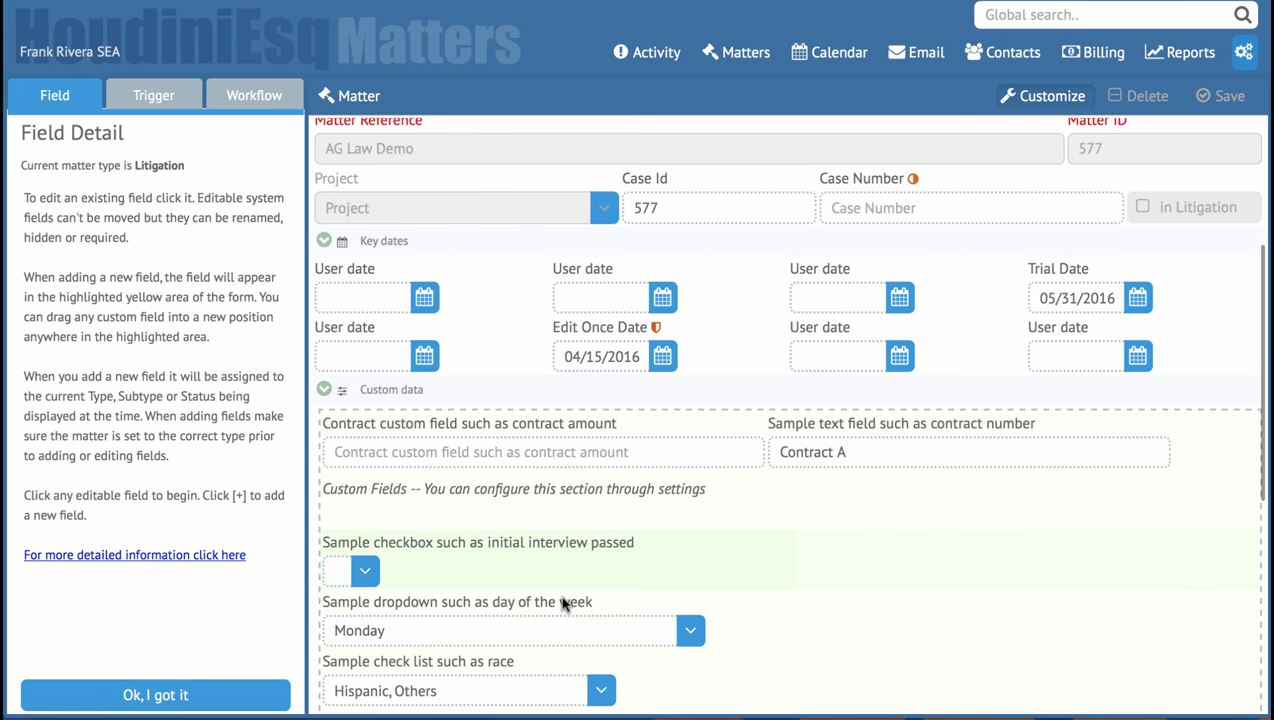 HoudiniEsq Matters
Frank Rivera SEA
Global search..
Activity Matters Calendar Email Contacts Billing Reports
Field Trigger Workflow
Matter
Customize Delete Save
Field Detail
Current matter type is Litigation
To edit an existing field click it. Editable system
fields can't be moved but they can be renamed,
hidden or required.
When adding a new field, the field will appear
in the highlighted yellow area of the form. You
can drag any custom field into a new position
anywhere in the highlighted area.
When you add a new field it will be assigned to
the current Type, Subtype or Status being
displayed at the time. When adding fields make
sure the matter is set to the correct type prior
to adding or editing fields.
Click any editable field to begin. Click [+] to add
a new field.
For more detailed information click here
Ok, I got it
Matter Reference Matter ID
AG Law Demo 577
Project Case Id Case Number
Project 577 Case Number in Litigation
Key dates
User date User date User date Trial Date
05/31/2016
User date Edit Once Date User date User date
04/15/2016
Custom data
Contract custom field such as contract amount Sample text field such as contract number
Contract custom field such as contract amount Contract A
Custom Fields -- You can configure this section through settings
Sample checkbox such as initial interview passed
Sample dropdown such as day of the week
Monday
Sample check list such as race
Hispanic, Others